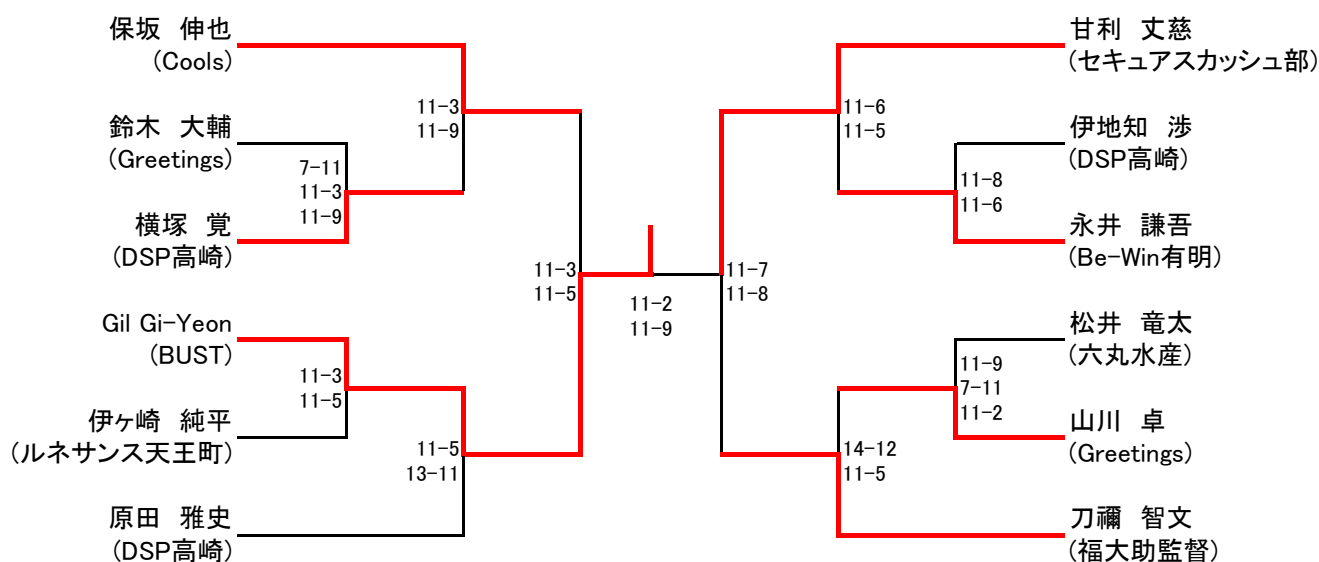 保坂 伸也
(Cools)
鈴木 大輔
(Greetings)
横塚 覚
(DSP高崎)
Gil Gi-Yeon
(BUST)
伊ヶ崎 純平
(ルネサンス天王町)
原田 雅史
(DSP高崎)
11-3
11-9
7-11
11-3
11-9
11-3
11-5
11-5
13-11
11-3
11-5
11-2
11-9
11-7
11-8
11-6
11-5
11-8
11-6
11-9
7-11
11-2
14-12
11-5
甘利 丈慈
(セキュアスカッシュ部)
伊地知 渉
(DSP高崎)
永井 謙吾
(Be-Win有明)
松井 竜太
(六丸水産)
山川 卓
(Greetings)
刀禰 智文
(福大助監督)